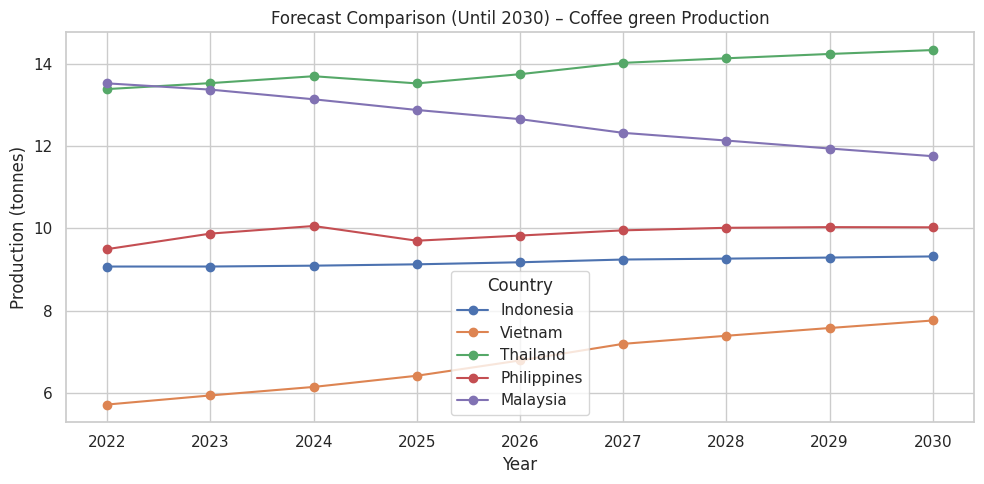 Forecast Comparison (Until 2030) – Coffee green Production
Production (tonnes)
14
12
10
8
6
Country
Indonesia
Vietnam
Thailand
Philippines
Malaysia
2022 2023 2024 2025 2026 2027 2028 2029 2030
Year